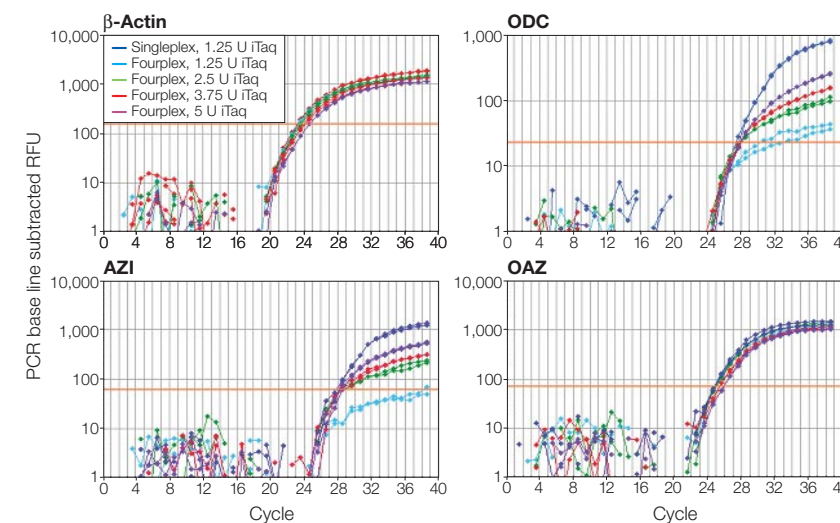 β-Actin
10,000
1,000
100
10
1
0 4 8 12 16 20 24 28 32 36 40
Singleplex, 1.25 U iTaq
Fourplex, 1.25 U iTaq
Fourplex, 2.5 U iTaq
Fourplex, 3.75 U iTaq
Fourplex, 5 U iTaq
ODC
1,000
100
10
1
0 4 8 12 16 20 24 28 32 36 4
PCR base line subtracted RFU
AZI
10,000
1,000
100
10
1
0 4 8 12 16 20 24 28 32 36 40
Cycle
OAZ
10,000
1,000
100
10
1
0 4 8 12 16 20 24 28 32 36 4
Cycle